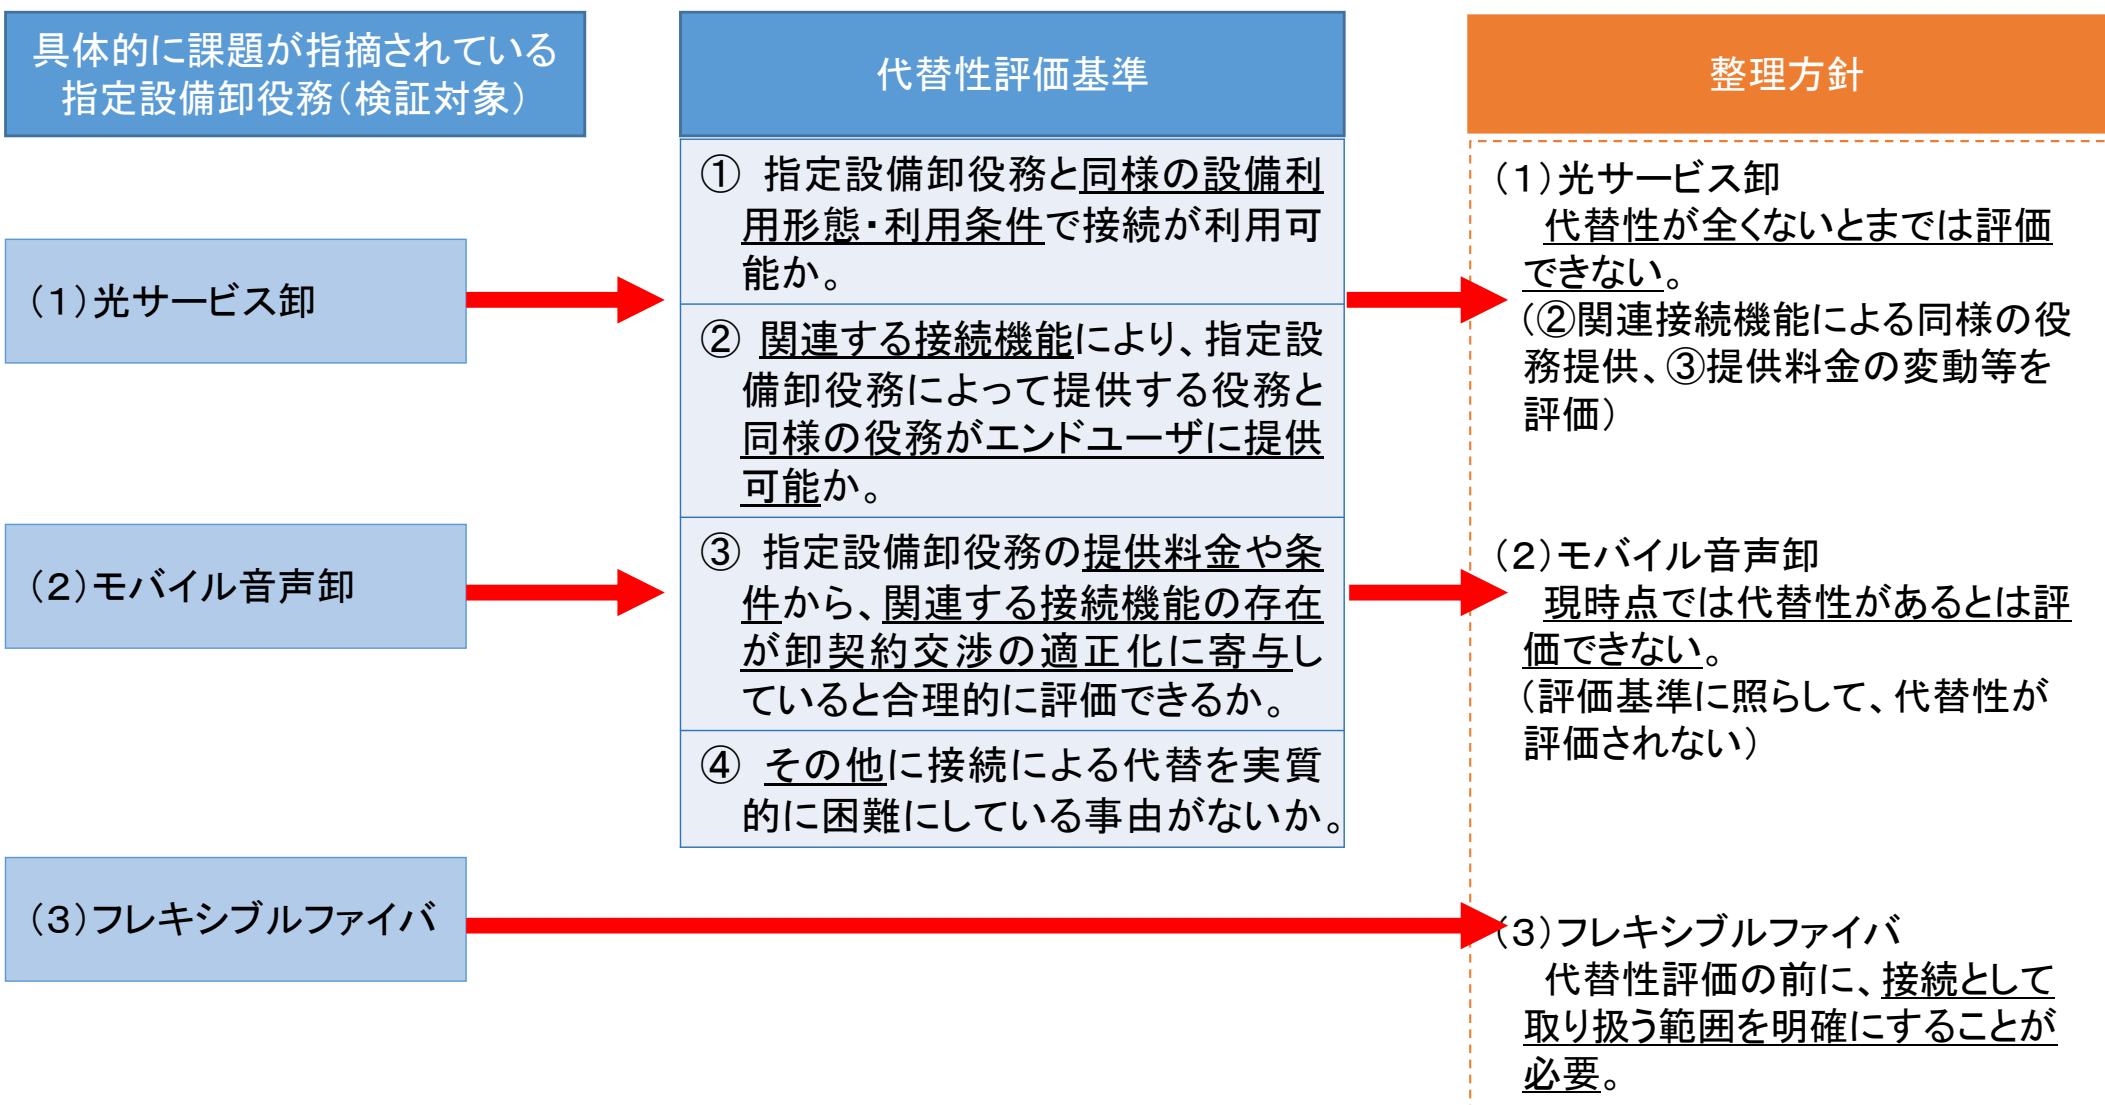 具体的に課題が指摘されている
指定設備卸役務（検証対象）
（１）光サービス卸
（２）モバイル音声卸
（３）フレキシブルファイバ
代替性評価基準
① 指定設備卸役務と同様の設備利
用形態・利用条件で接続が利用可
能か。
② 関連する接続機能により、指定設
備卸役務によって提供する役務と
同様の役務がエンドユーザに提供
可能か。
③ 指定設備卸役務の提供料金や条
件から、関連する接続機能の存在
が卸契約交渉の適正化に寄与し
ていると合理的に評価できるか。
④ その他に接続による代替を実質
的に困難にしている事由がないか。
整理方針
（１）光サービス卸
代替性が全くないとまでは評価
できない。
（②関連接続機能による同様の役
務提供、③提供料金の変動等を
評価）
（２）モバイル音声卸
現時点では代替性があるとは評
価できない。
（評価基準に照らして、代替性が
評価されない）
（３）フレキシブルファイバ
代替性評価の前に、接続として
取り扱う範囲を明確にすることが
必要。